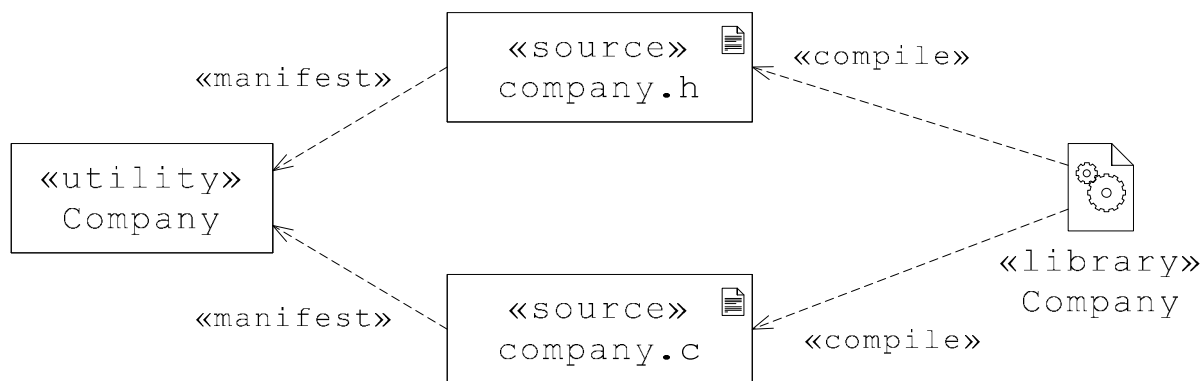 «source»
company.h
«compile»
«manifest»
«utility»
Company
«library»
Company
«source»
company.c
«manifest»
«compile»